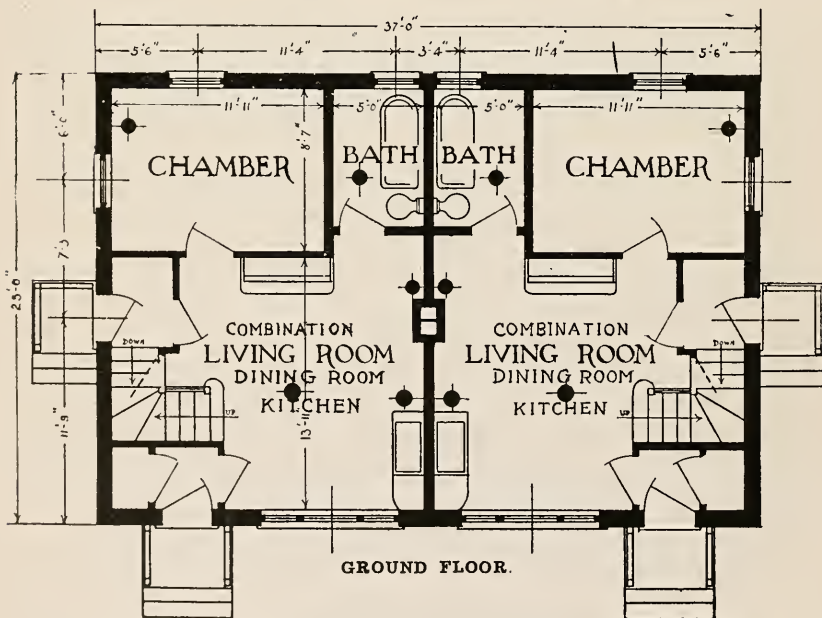 37'-0"
5'-6" 11'-4" 3'-4" 11'-4" 5'-6"
11'-11" 5'-0" 5'-0" 11'-11"
6'-0"
8'-7"
CHAMBER BATH BATH CHAMBER
7'-3
25'-0"
COMBINATION COMBINATION
DOWN LIVING ROOM LIVING ROOM DOWN
DINING ROOM DINING ROOM
KITCHEN KITCHEN
UP UP
11'-9"
13'-11"
GROUND FLOOR.